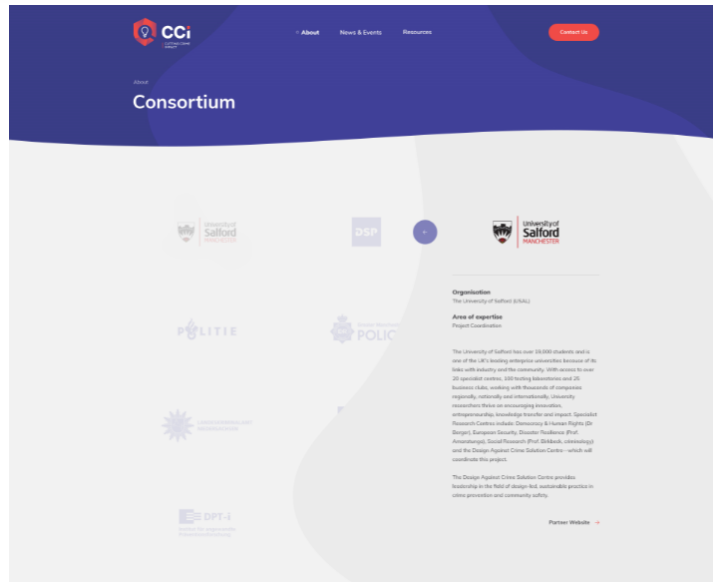 CCi
About
News & Events
Resources
Contact Us
About
Consortium
University of
Salford
MANCHESTER
DSP
University of
Salford
MANCHESTER
Organisation
The University of Salford (USAL)
Area of expertise
Project Coordination
POLITIE
POLIC
The University of Salford has over 19,000 students and is
one of the UK's leading enterprise universities because of its
links with industry and the community. With access to over
20 specialist centres, 100 testing laboratories and 25
business clubs, working with thousands of companies
regionally, nationally and internationally, University
researchers thrive on encouraging innovation,
entrepreneurship, knowledge transfer and impact. Specialist
Research Centres include: Democracy & Human Rights (Dr
Berger), European Security, Disaster Resilience (Prof.
Amaratunga), Social Research (Prof. Birkbeck, criminology)
and the Design Against Crime Solution Centre – which will
coordinate this project.
The Design Against Crime Solution Centre provides
leadership in the field of design-led, sustainable practice in
crime prevention and community safety.
DPT-i
Partner Website →